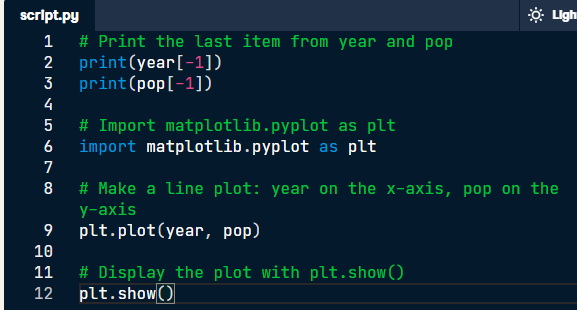 script.py
Ligh
1 # Print the last item from year and pop
2 print(year[-1])
3 print(pop[-1])
4
5 # Import matplotlib.pyplot as plt
6 import matplotlib.pyplot as plt
7
8 # Make a line plot: year on the x-axis, pop on the
y-axis
9 plt.plot(year, pop)
10
11 # Display the plot with plt.show()
12 plt.show()